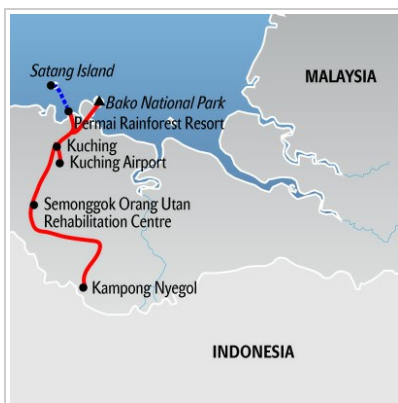 Satang Island
MALAYSIA
Bako National Park
Permai Rainforest Resort
Kuching
Kuching Airport
Semonggok Orang Utan
Rehabilitation Centre
Kampong Nyegol
INDONESIA